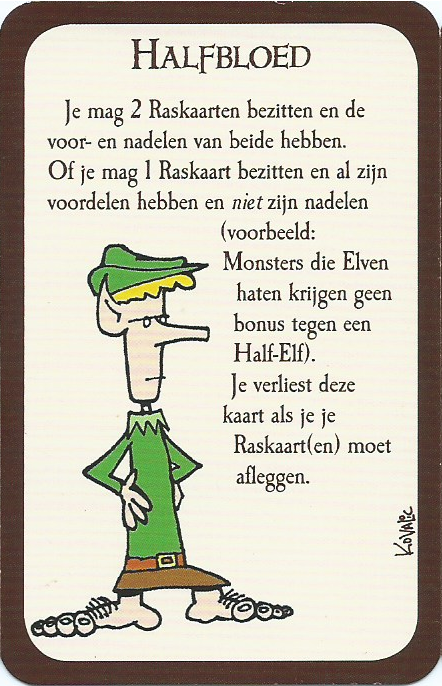 HALFBLOED
Je mag 2 Raskaarten bezitten en de
voor- en nadelen van beide hebben.
Of je mag 1 Raskaart bezitten en al zijn
voordelen hebben en niet zijn nadelen
(voorbeeld:
Monsters die Elven
haten krijgen geen
bonus tegen een
Half-Elf).
Je verliest deze
kaart als je je
Raskaart(en) moet
afleggen.
KOVALIC